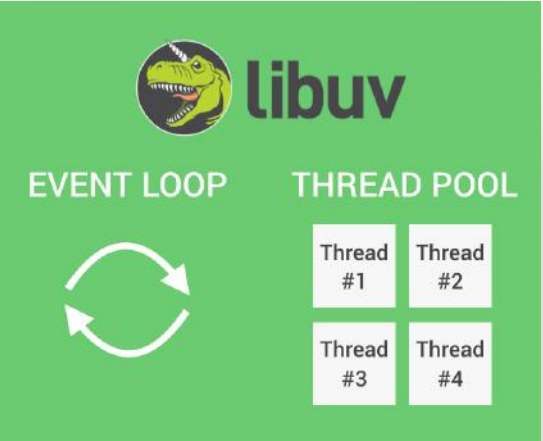 libuv
EVENT LOOP
THREAD POOL
Thread
#1
Thread
#2
Thread
#3
Thread
#4